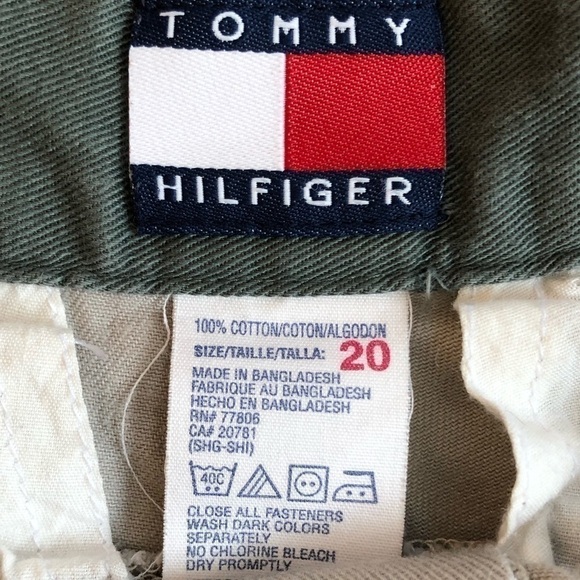 TOMMY
HILFIGER
100% COTTON/COTON/ALGODON
SIZE/TAILLE/TALLA: 20
MADE IN BANGLADESH
FABRIQUE AU BANGLADESH
HECHO EN BANGLADESH
RN# 77806
CA# 20781
(SHG-SHI)
40C
CLOSE ALL FASTENERS
WASH DARK COLORS
SEPARATELY
NO CHLORINE BLEACH
DRY PROMPTLY